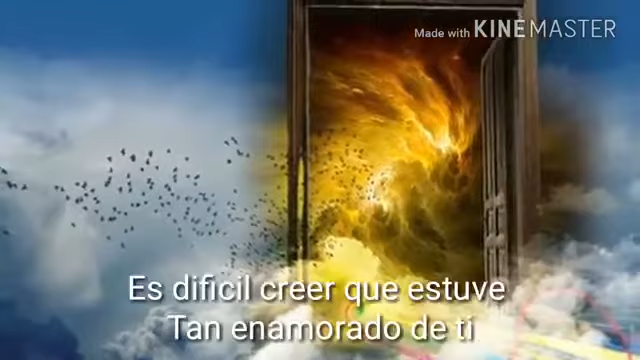 Made with KINEMASTER
Es dificil creer que estuve
Tan enamorado de ti